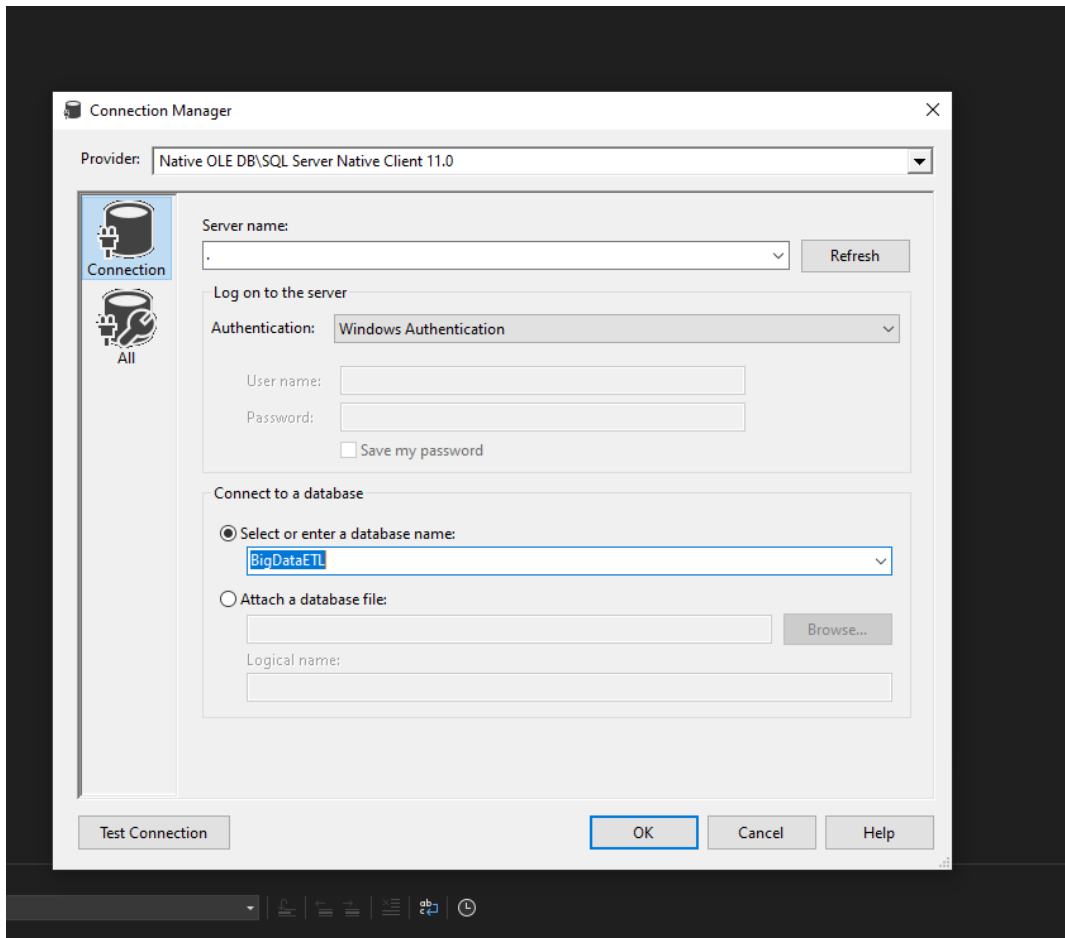 Connection Manager
Provider: Native OLE DB\SQL Server Native Client 11.0
Connection
All
Server name:
. Refresh
Log on to the server
Authentication: Windows Authentication
User name:
Password:
Save my password
Connect to a database
Select or enter a database name:
BigDataETL
Attach a database file:
Browse...
Logical name:
Test Connection OK Cancel Help